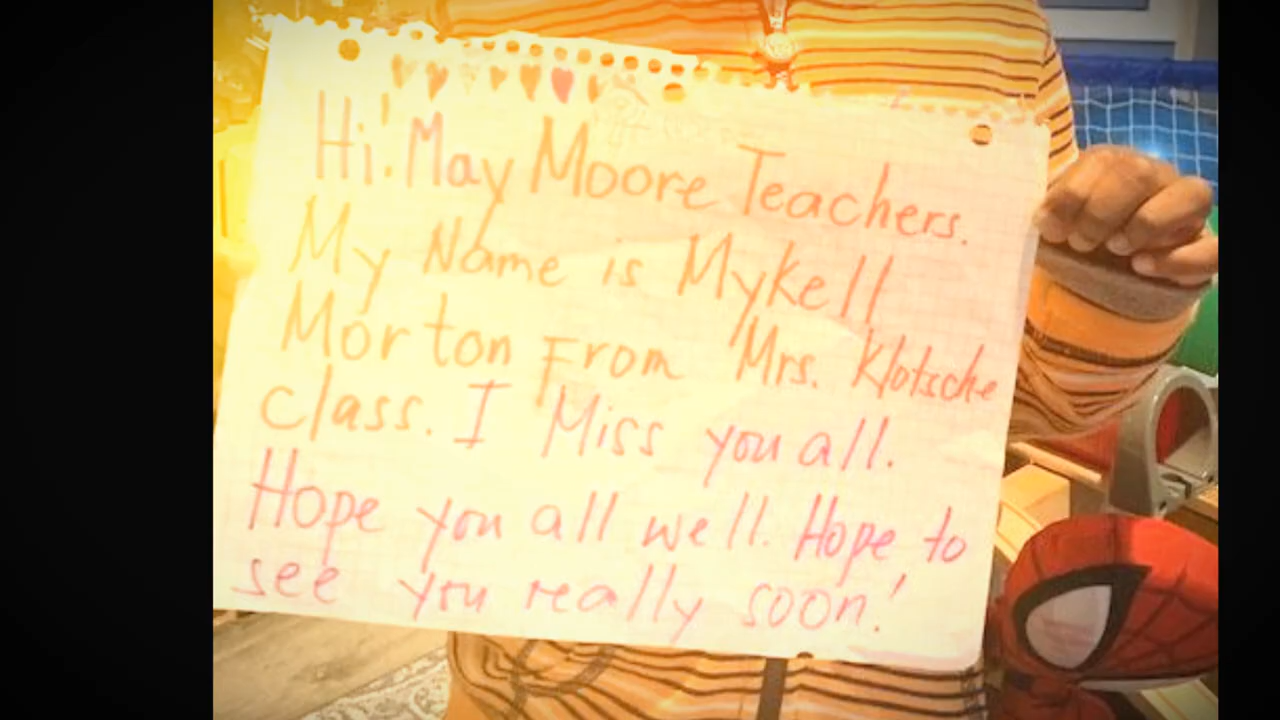 Hi! May Moore Teachers.
My Name is Mykell
Morton From Mrs. Klotsche
class. I Miss you all.
Hope you all well. Hope to
see you really soon!